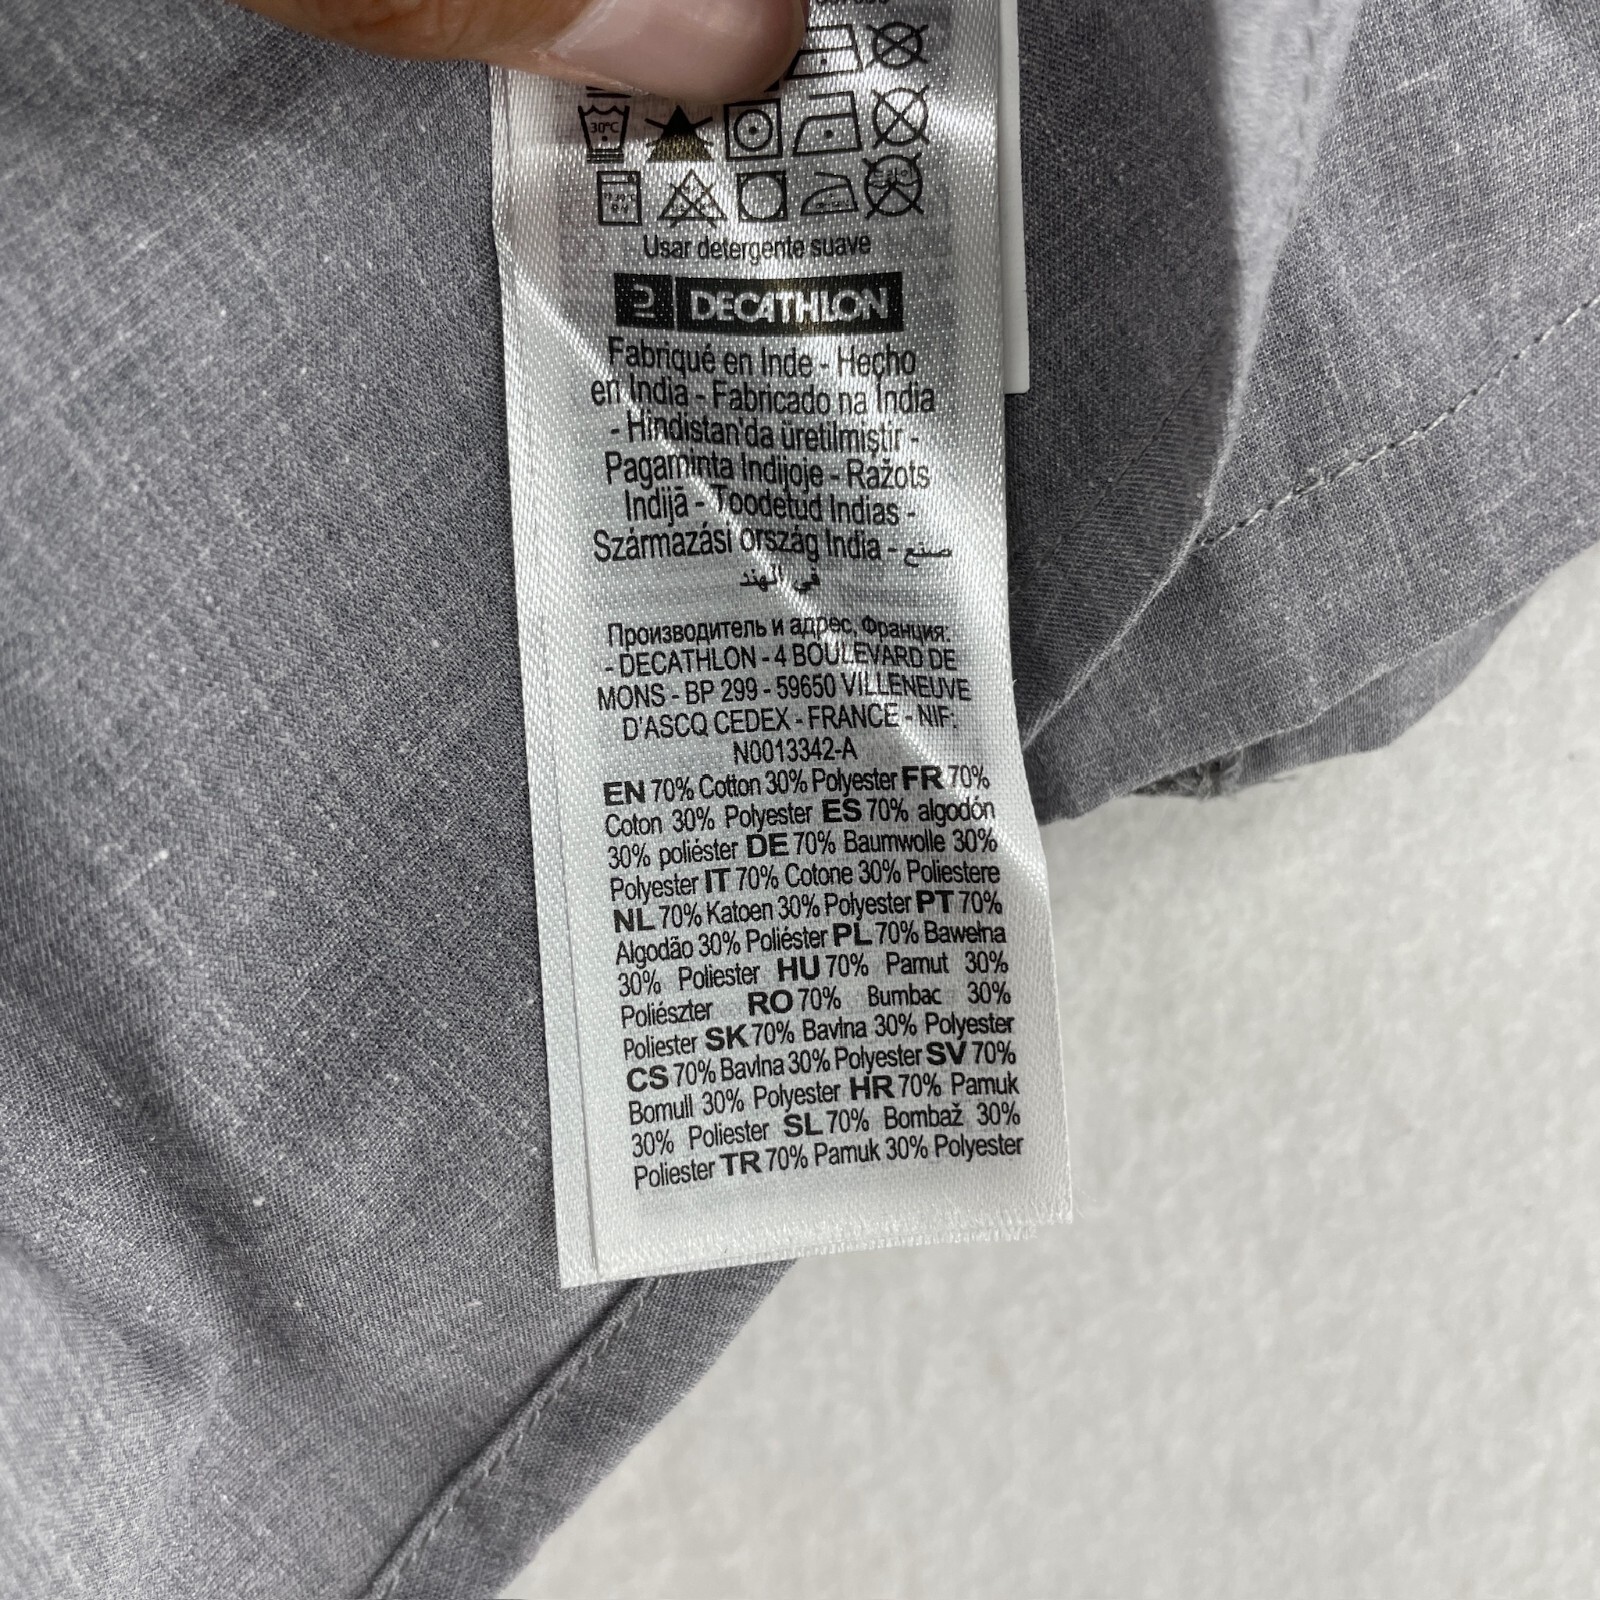 30°C
Usar detergente suave
DECATHLON
Fabriqué en Inde - Hecho
en India - Fabricado na Índia
- Hindistan'da üretilmiştir -
Pagaminta Indijoje - Ražots
Indijā - Toodetud Indias -
Származási ország India - صنع
في الهند
Производитель и адрес, Франция:
- DECATHLON - 4 BOULEVARD DE
MONS - BP 299 - 59650 VILLENEUVE
D'ASCQ CEDEX - FRANCE - NIF:
N0013342-A
EN 70% Cotton 30% Polyester FR 70%
Coton 30% Polyester ES 70% algodón
30% poliéster DE 70% Baumwolle 30%
Polyester IT 70% Cotone 30% Poliestere
NL 70% Katoen 30% Polyester PT 70%
Algodão 30% Poliéster PL 70% Bawełna
30% Poliester HU 70% Pamut 30%
Poliészter RO 70% Bumbac 30%
Poliester SK 70% Bavlna 30% Polyester
CS 70% Bavlna 30% Polyester SV 70%
Bomull 30% Polyester HR 70% Pamuk
30% Poliester SL 70% Bombaž 30%
Poliester TR 70% Pamuk 30% Polyester